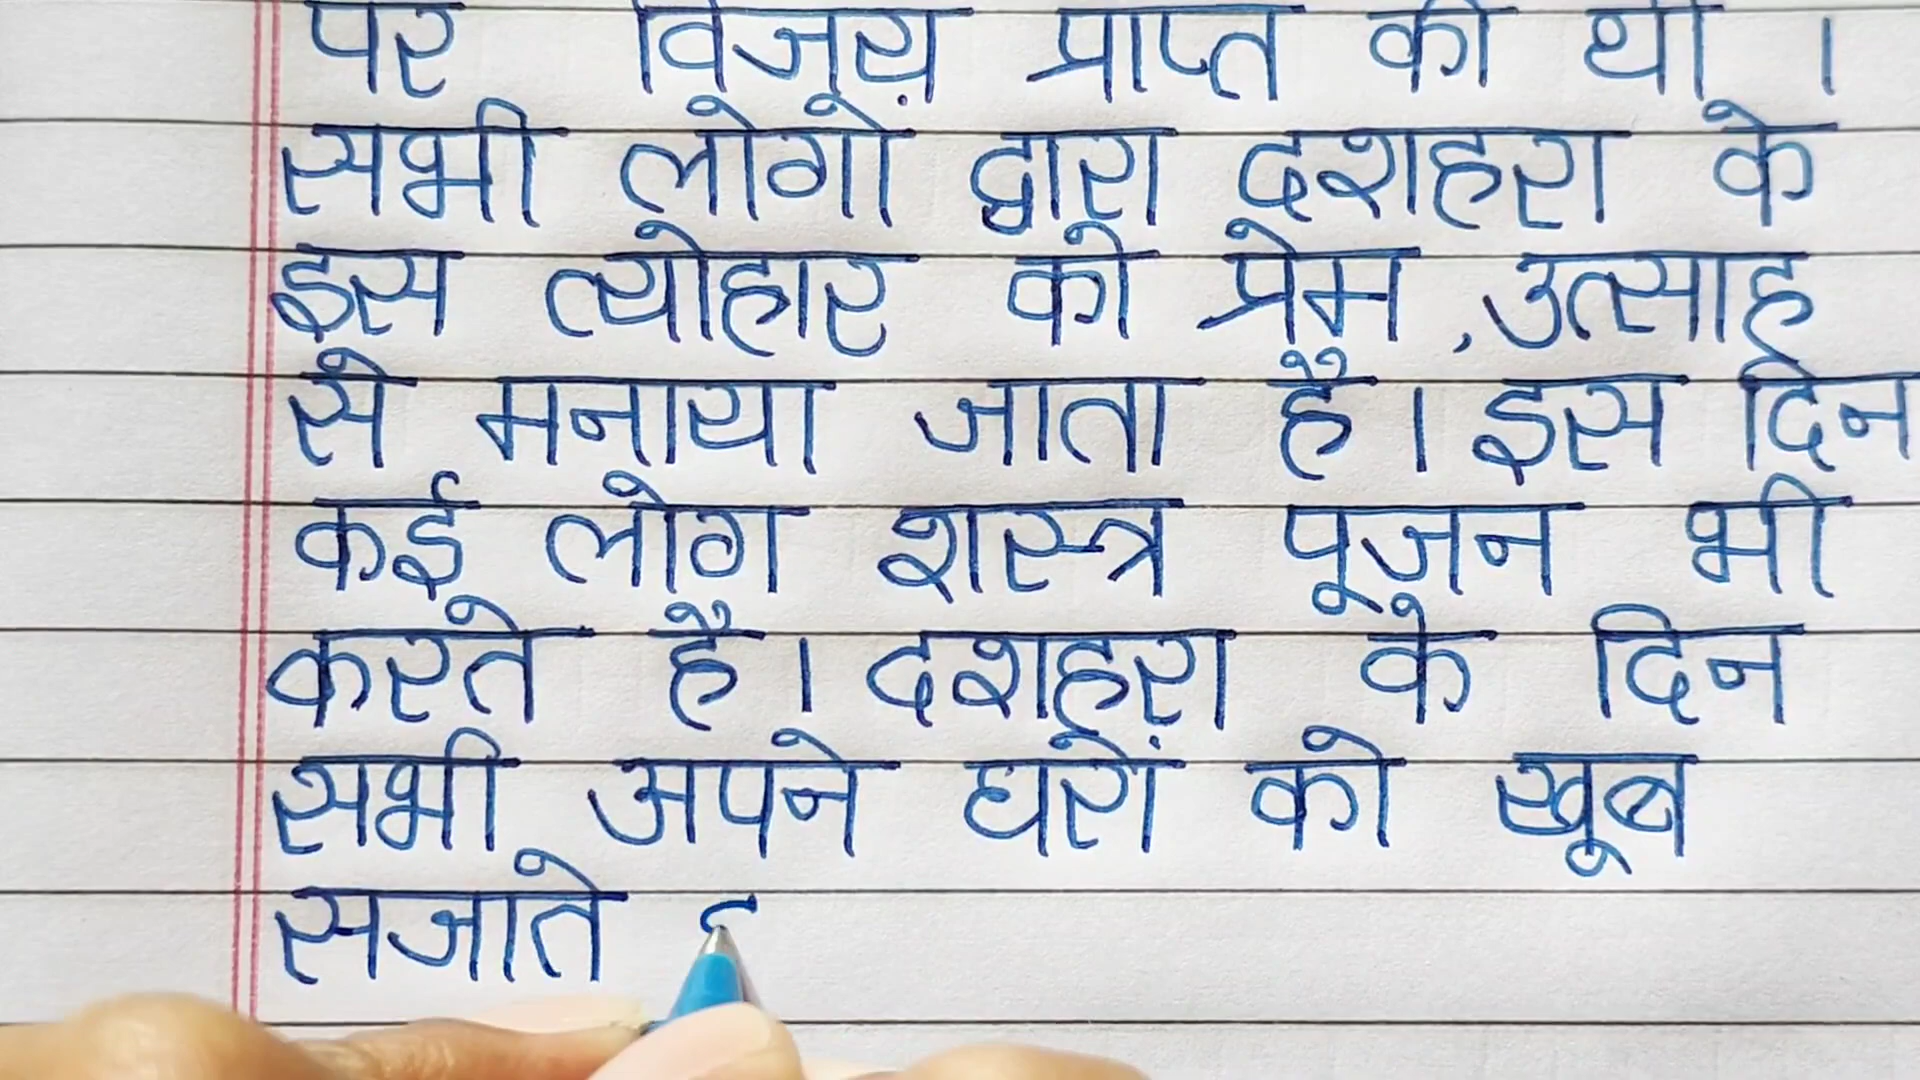 पर विजय प्राप्त की थी ।
सभी लोगो द्वारा दशहरा के
इस त्योहार को प्रेम ,उत्साह
से मनाया जाता है । इस दिन
कई लोग शस्त्र पूजन भी
करते है । दशहरा के दिन
सभी अपने घरों को खूब
सजाते